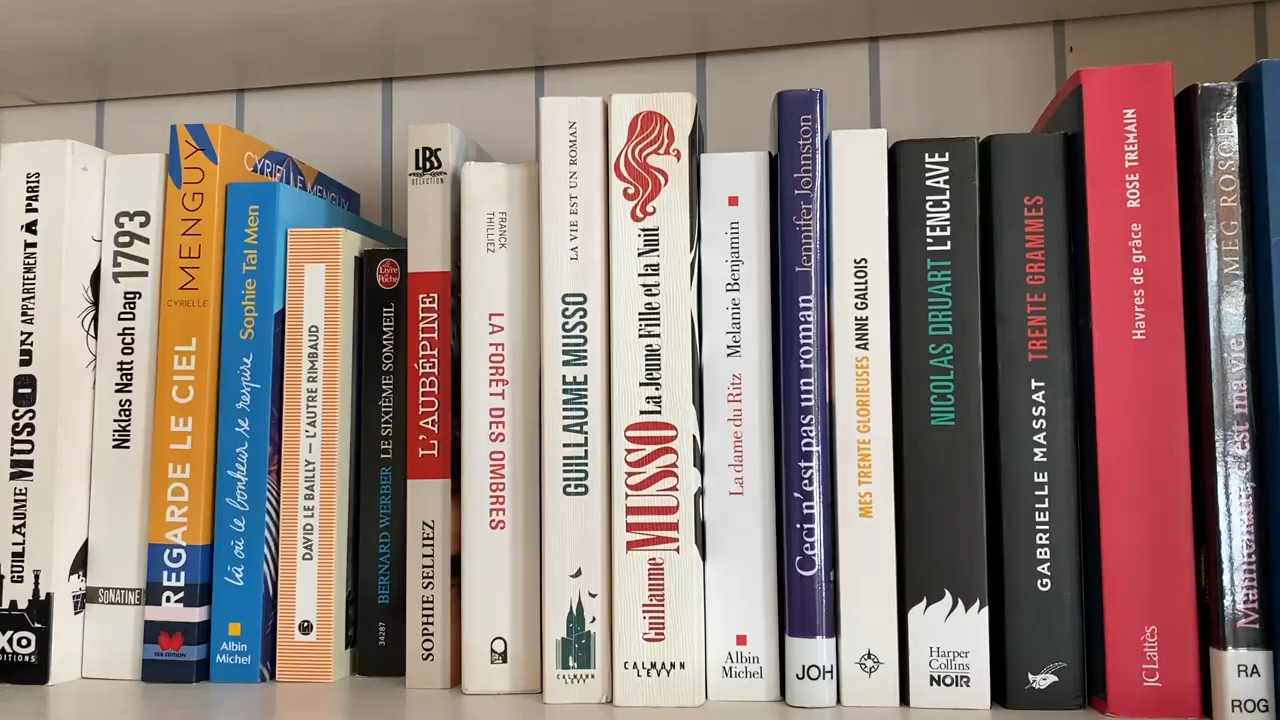 GUILLAUME MUSSO UN APPARTEMENT À PARIS
XO
ÉDITIONS
Niklas Natt och Dag 1793
SONATINE
CYRIELLE MENGUY
REGARDE LE CIEL
CYRIELLE MENGUY
Là où le bonheur se respire Sophie Tal Men
Albin
Michel
DAVID LE BAILLY — L'AUTRE RIMBAUD
Le
Livre
de
Poche
BERNARD WERBER LE SIXIÈME SOMMEIL
34287
LBS
SÉLECTION
L'AUBÉPINE
SOPHIE SELLIEZ
FRANCK
THILLIEZ
LA FORÊT DES OMBRES
LA VIE EST UN ROMAN
GUILLAUME MUSSO
CALMANN
LÉVY
Guillaume MUSSO La Jeune Fille et la Nuit
CALMANN
LEVY
La dame du Ritz Melanie Benjamin
Albin
Michel
Ceci n'est pas un roman Jennifer Johnston
JOH
MES TRENTE GLORIEUSES ANNE GALLOIS
NICOLAS DRUART L'ENCLAVE
Harper
Collins
NOIR
GABRIELLE MASSAT TRENTE GRAMMES
Havres de grâce ROSE TREMAIN
JC Lattès
Maintenant, c'est ma vie MEG ROSOFF
RA
ROG